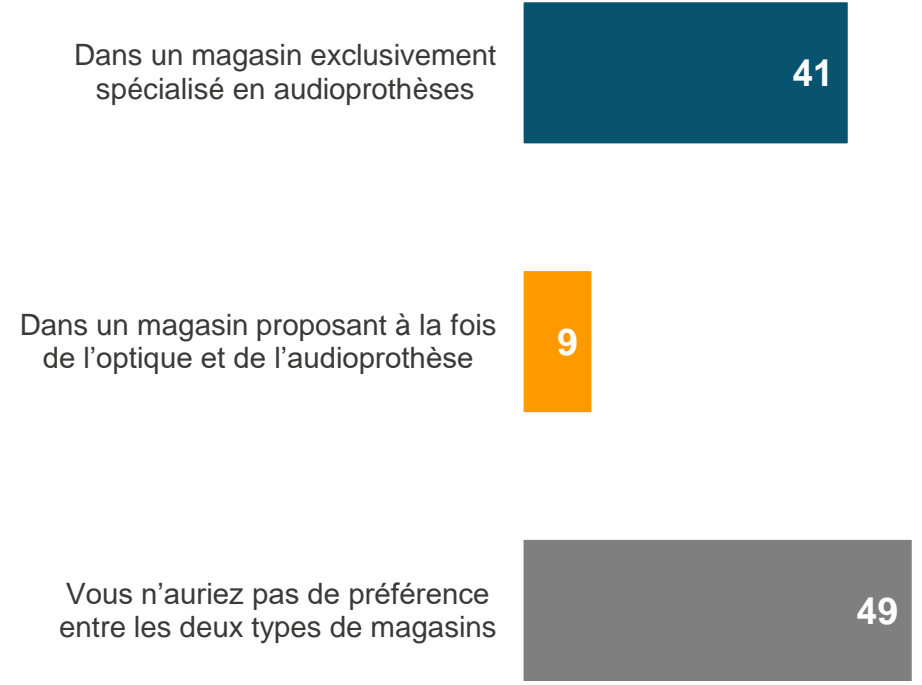 Dans un magasin exclusivement
spécialisé en audioprothèses
41
Dans un magasin proposant à la fois
de l’optique et de l’audioprothèse
9
Vous n’auriez pas de préférence
entre les deux types de magasins
49